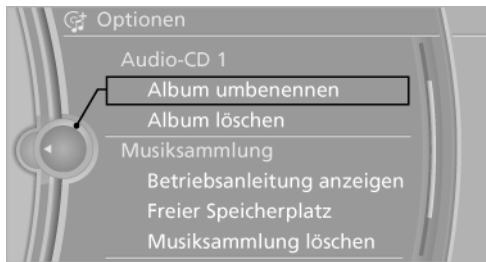 Optionen
Audio-CD 1
Album umbenennen
Album löschen
Musiksammlung
Betriebsanleitung anzeigen
Freier Speicherplatz
Musiksammlung löschen